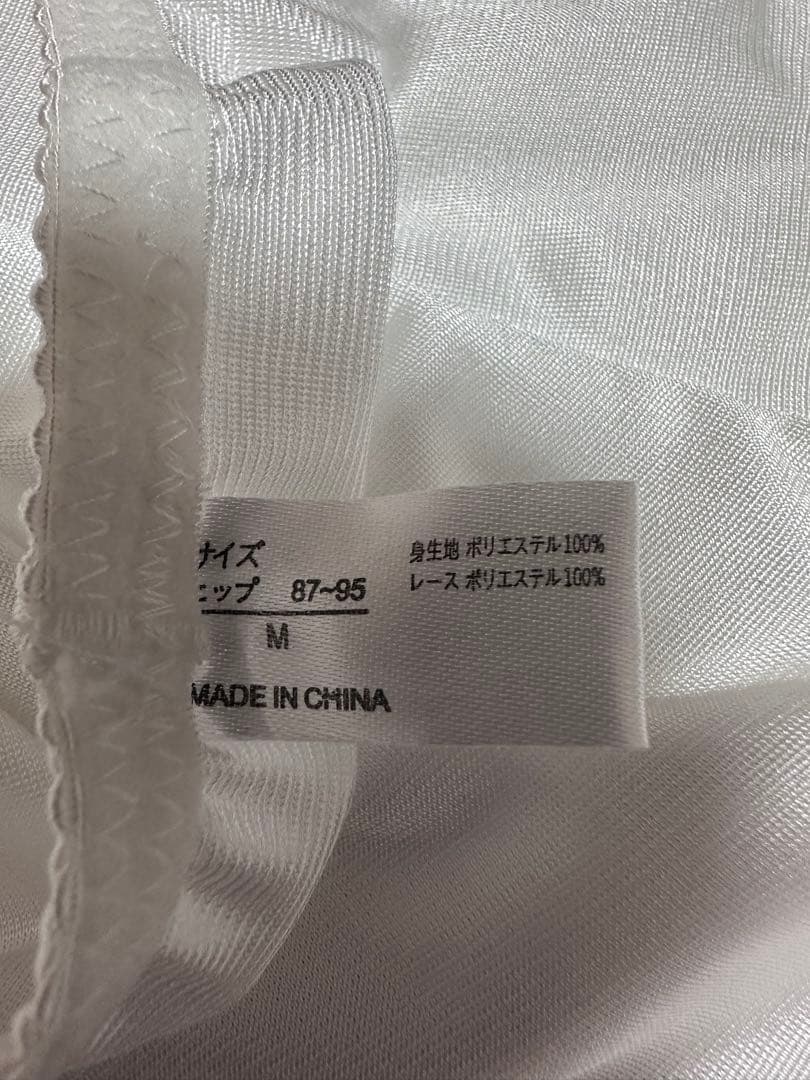 サイズ
ヒップ 87~95
M
MADE IN CHINA
身生地 ポリエステル100%
レース ポリエステル100%